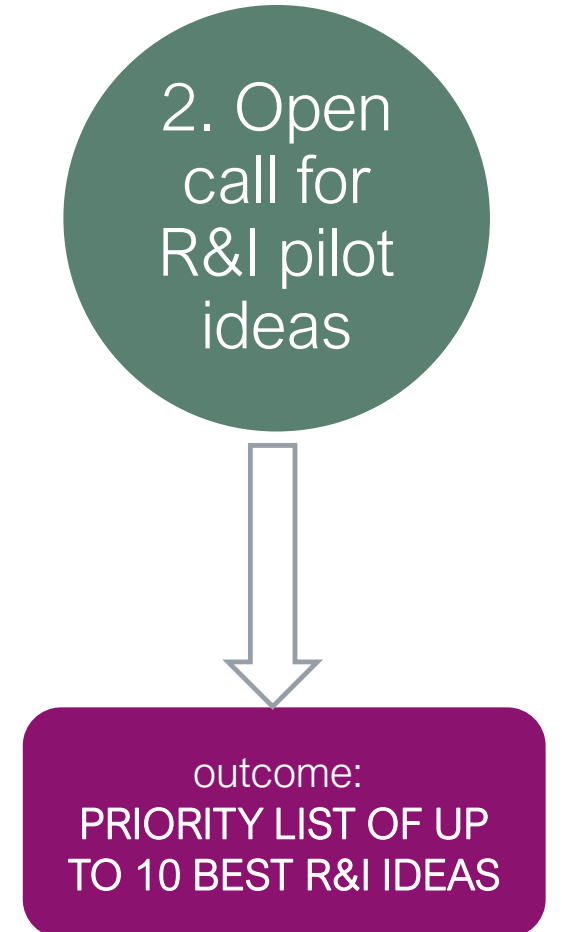 2. Open
call for
R&I pilot
ideas
outcome:
PRIORITY LIST OF UP
TO 10 BEST R&I IDEAS